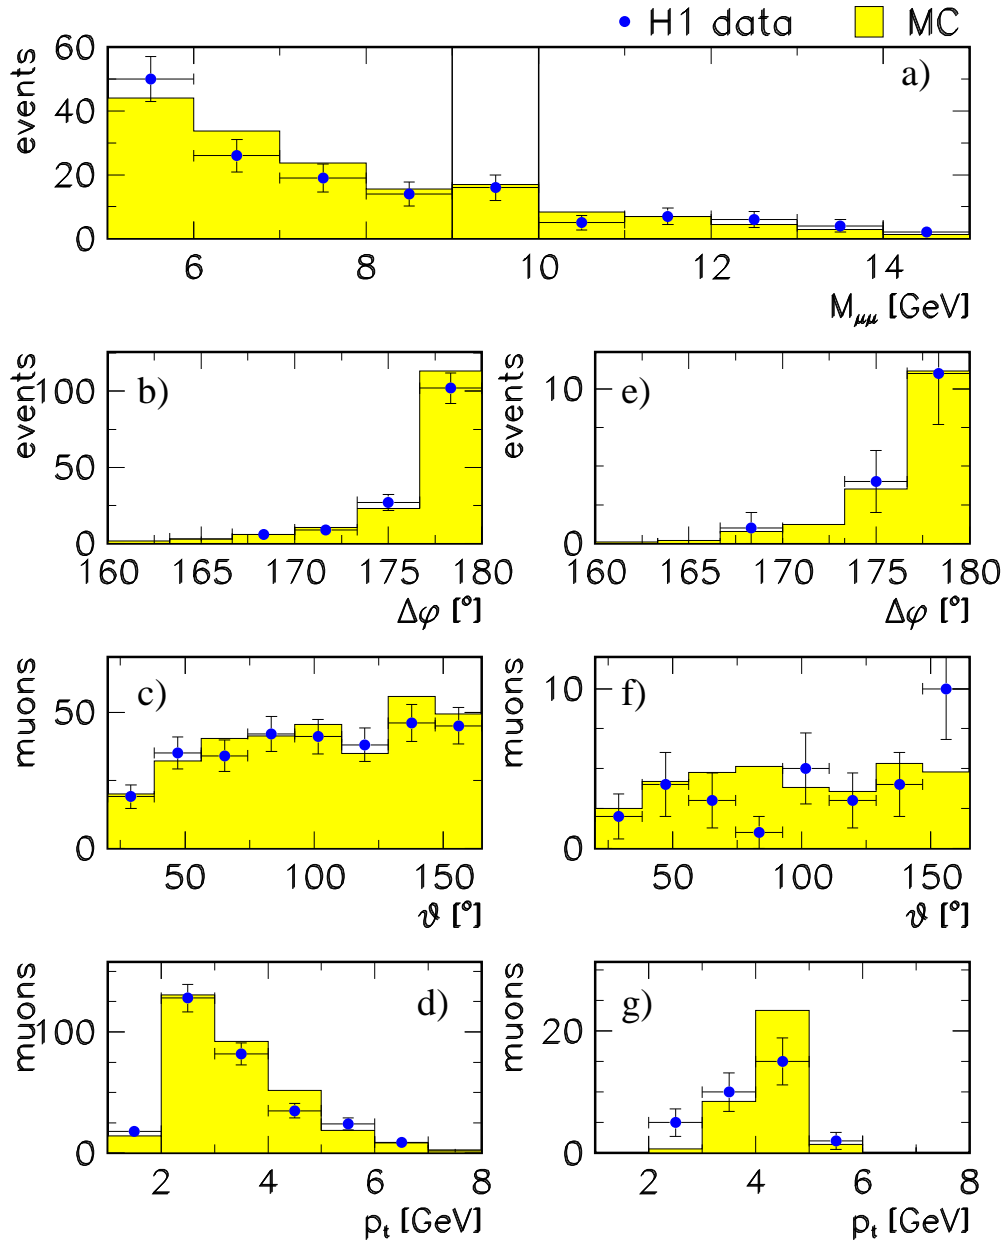 H1 data MC
events
60
40
20
0
a)
6 8 10 12 14
M_μμ [GeV]
events
100
50
0
b)
160 165 170 175 180
Δφ [°]
events
10
0
e)
160 165 170 175 180
Δφ [°]
muons
50
0
c)
50 100 150
ϑ [°]
muons
10
5
0
f)
50 100 150
ϑ [°]
muons
100
0
d)
2 4 6 8
p_t [GeV]
muons
20
0
g)
2 4 6 8
p_t [GeV]